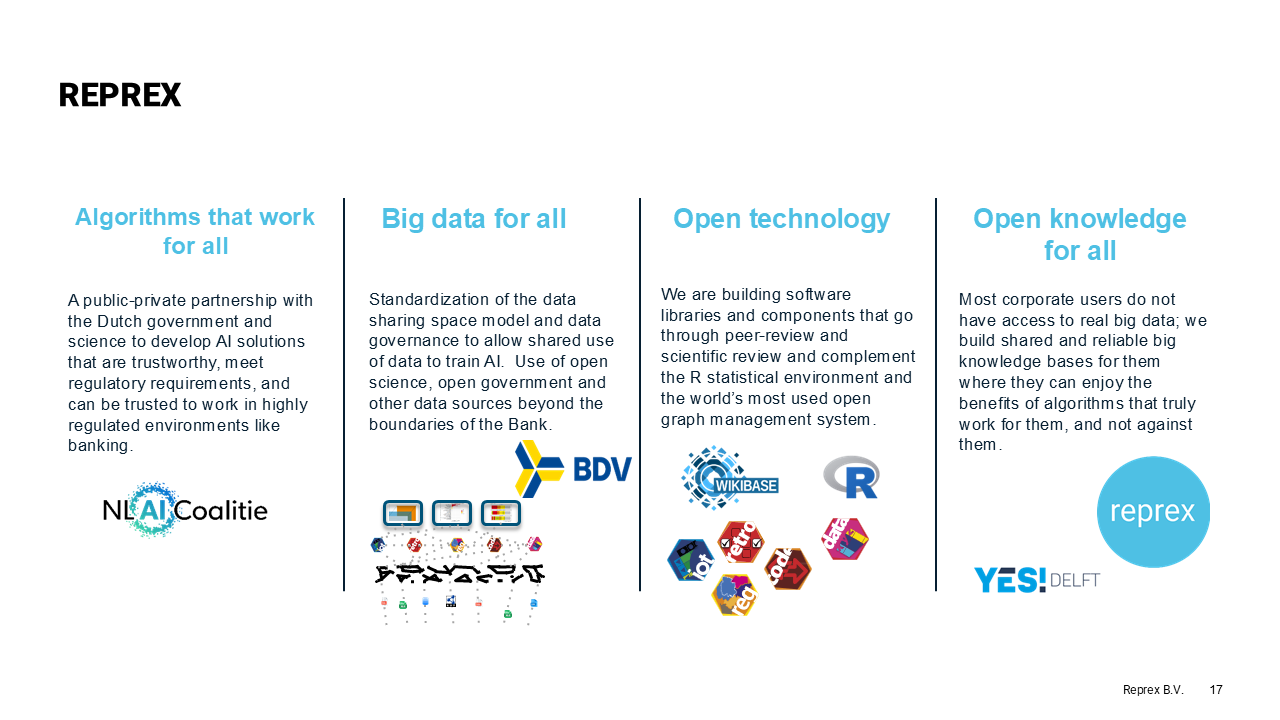 REPREX
Algorithms that work
for all
A public-private partnership with
the Dutch government and
science to develop AI solutions
that are trustworthy, meet
regulatory requirements, and
can be trusted to work in highly
regulated environments like
banking.
NL AI Coalitie
Big data for all
Standardization of the data
sharing space model and data
governance to allow shared use
of data to train AI.  Use of open
science, open government and
other data sources beyond the
boundaries of the Bank.
BDV
Open technology
We are building software
libraries and components that go
through peer-review and
scientific review and complement
the R statistical environment and
the world’s most used open
graph management system.
WIKIBASE
R
iot
retro
code
reg
data
Open knowledge
for all
Most corporate users do not
have access to real big data; we
build shared and reliable big
knowledge bases for them
where they can enjoy the
benefits of algorithms that truly
work for them, and not against
them.
reprex
YES! DELFT
Reprex B.V.
17